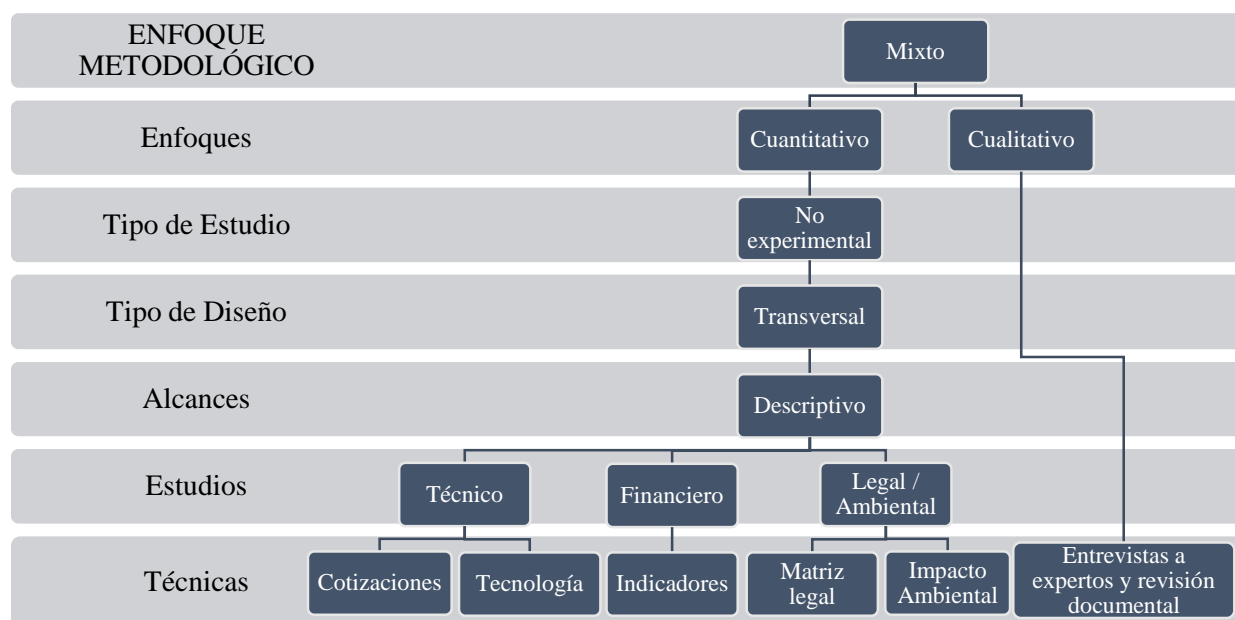 ENFOQUE
METODOLÓGICO
Mixto
Enfoques
Cuantitativo
Cualitativo
Tipo de Estudio
No
experimental
Tipo de Diseño
Transversal
Alcances
Descriptivo
Estudios
Técnico
Financiero
Legal /
Ambiental
Técnicas
Cotizaciones
Tecnología
Indicadores
Matriz
legal
Impacto
Ambiental
Entrevistas a
expertos y revisión
documental